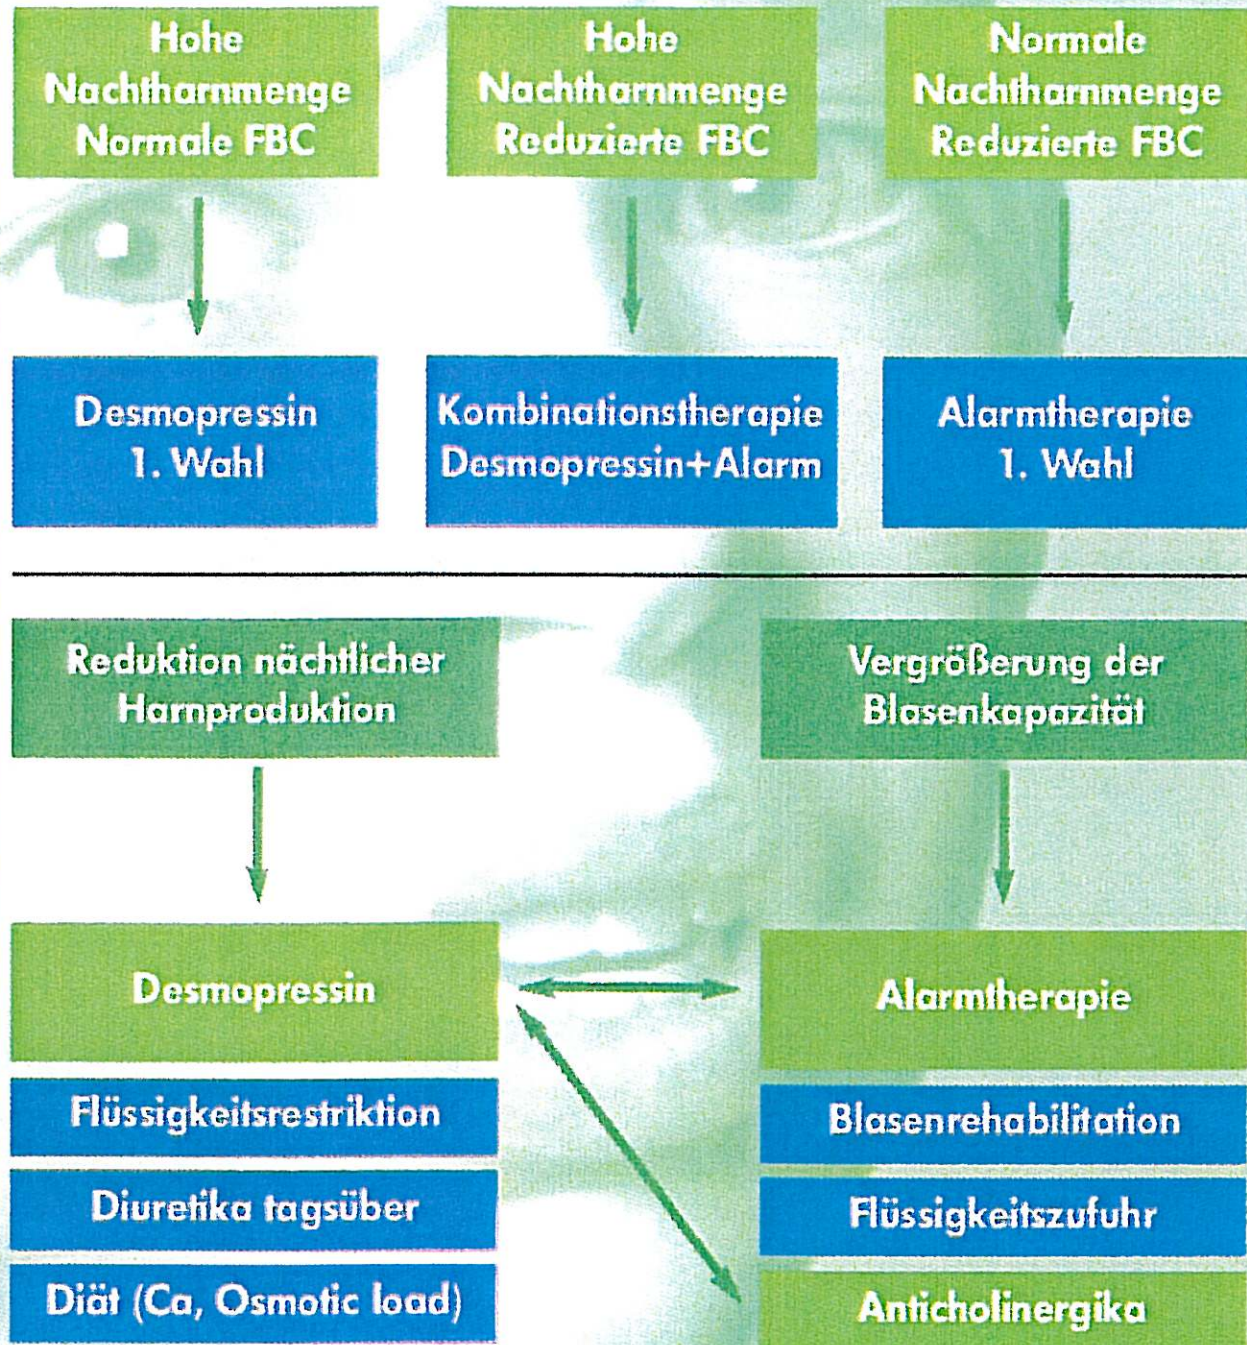 Hohe
Nachtharnmenge
Normale FBC
Hohe
Nachtharnmenge
Reduzierte FBC
Normale
Nachtharnmenge
Reduzierte FBC
Desmopressin
1. Wahl
Kombinationstherapie
Desmopressin+Alarm
Alarmtherapie
1. Wahl
Reduktion nächtlicher
Harnproduktion
Vergrößerung der
Blasenkapazität
Desmopressin
Flüssigkeitsrestriktion
Diuretika tagsüber
Diät (Ca, Osmotic load)
Alarmtherapie
Blasenrehabilitation
Flüssigkeitszufuhr
Anticholinergika